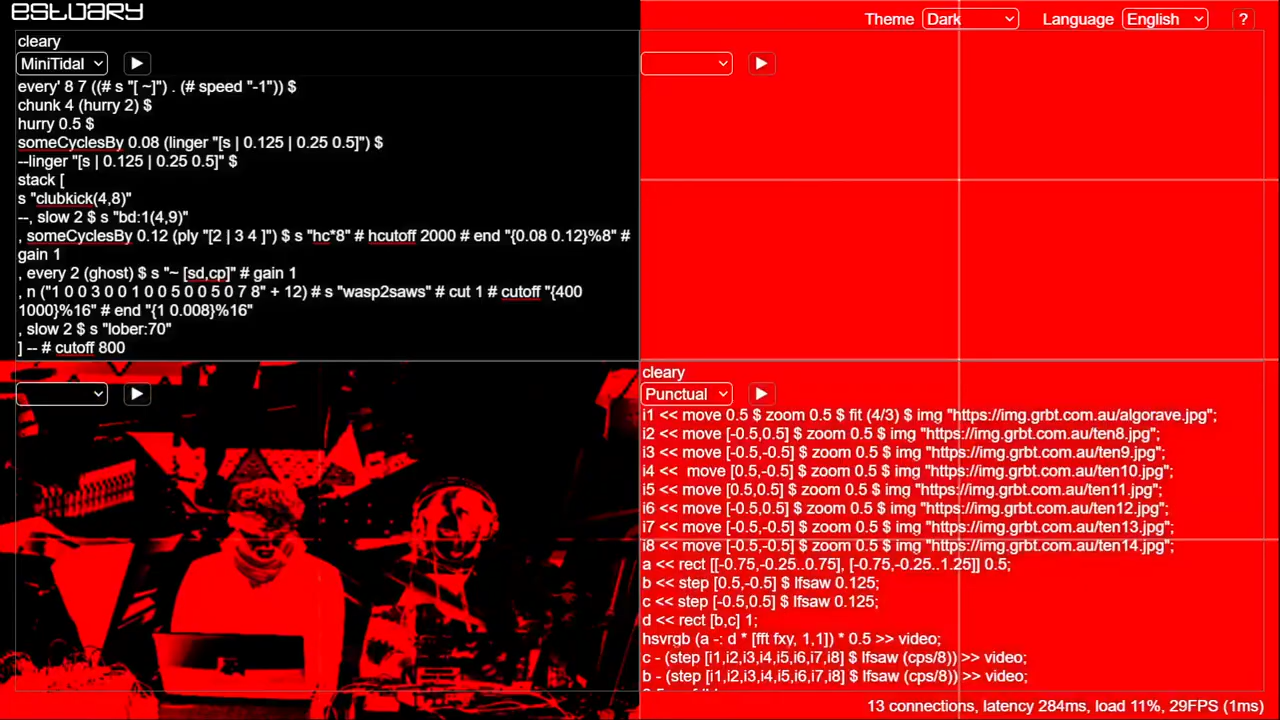 estuary
Theme Dark Language English ?
cleary
MiniTidal
every' 8 7 ((# s "[ ~]") . (# speed "-1")) $
chunk 4 (hurry 2) $
hurry 0.5 $
someCyclesBy 0.08 (linger "[s | 0.125 | 0.25 0.5]") $
--linger "[s | 0.125 | 0.25 0.5]" $
stack [
s "clubkick(4,8)"
--, slow 2 $ s "bd:1(4,9)"
, someCyclesBy 0.12 (ply "[2 | 3 4 ]") $ s "hc*8" # hcutoff 2000 # end "{0.08 0.12}%8" #
gain 1
, every 2 (ghost) $ s "~ [sd,cp]" # gain 1
, n ("1 0 0 3 0 0 1 0 0 5 0 0 5 0 7 8" + 12) # s "wasp2saws" # cut 1 # cutoff "{400
1000}%16" # end "{1 0.008}%16"
, slow 2 $ s "lober:70"
] -- # cutoff 800
cleary
Punctual
i1 << move 0.5 $ zoom 0.5 $ fit (4/3) $ img "https://img.grbt.com.au/algorave.jpg";
i2 << move [-0.5,0.5] $ zoom 0.5 $ img "https://img.grbt.com.au/ten8.jpg";
i3 << move [-0.5,0.5] $ zoom 0.5 $ img "https://img.grbt.com.au/ten9.jpg";
i4 <<  move [0.5,-0.5] $ zoom 0.5 $ img "https://img.grbt.com.au/ten10.jpg";
i5 << move [0.5,0.5] $ zoom 0.5 $ img "https://img.grbt.com.au/ten11.jpg";
i6 << move [-0.5,0.5] $ zoom 0.5 $ img "https://img.grbt.com.au/ten12.jpg";
i7 << move [-0.5,-0.5] $ zoom 0.5 $ img "https://img.grbt.com.au/ten13.jpg";
i8 << move [-0.5,-0.5] $ zoom 0.5 $ img "https://img.grbt.com.au/ten14.jpg";
a << rect [[-0.75,-0.25..0.75], [-0.75,-0.25..1.25]] 0.5;
b << step [0.5,-0.5] $ lfsaw 0.125;
c << step [-0.5,0.5] $ lfsaw 0.125;
d << rect [b,c] 1;
hsvrgb (a -: d * [fft fxy, 1,1]) * 0.5 >> video;
c - (step [i1,i2,i3,i4,i5,i6,i7,i8] $ lfsaw (cps/8)) >> video;
b - (step [i1,i2,i3,i4,i5,i6,i7,i8] $ lfsaw (cps/8)) >> video;
13 connections, latency 284ms, load 11%, 29FPS (1ms)